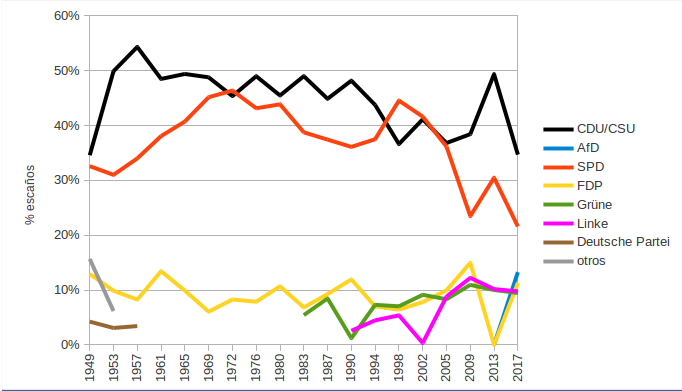 60%
50%
40%
30%
20%
10%
0%
% escaños
1949
1953
1957
1961
1965
1969
1972
1976
1980
1983
1987
1990
1994
1998
2002
2005
2009
2013
2017
CDU/CSU
AfD
SPD
FDP
Grüne
Linke
Deutsche Partei
otros